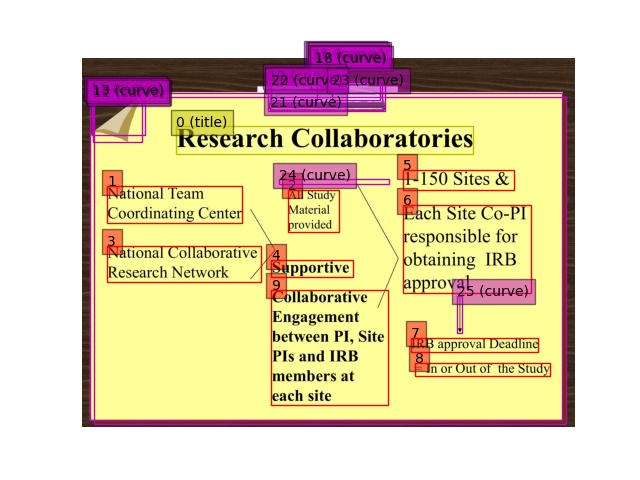 18 (curve)
13 (curve)
22 (curve
23 (curve)
21 (curve)
0 (title)
Research Collaboratories
1
National Team
Coordinating Center
3
National Collaborative
Research Network
24 (curve)
2
All Study
Material
provided
4
Supportive
9
Collaborative
Engagement
between PI, Site
PIs and IRB
members at
each site
5
1-150 Sites &
6
Each Site Co-PI
responsible for
obtaining IRB
approval
25 (curve)
7
IRB approval Deadline
8
= In or Out of the Study